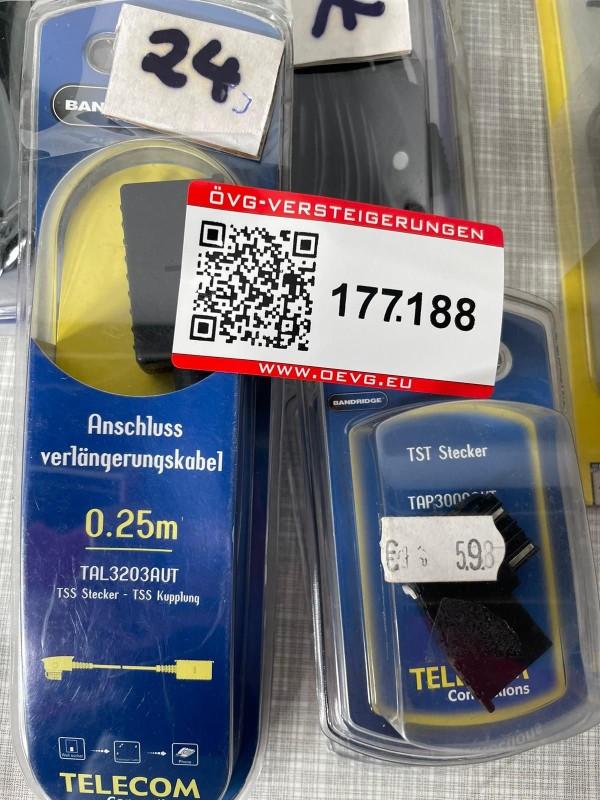 24
BAN
ÖVG-VERSTEIGERUNGEN
177.188
WWW.OEVG.EU
Anschluss
verlängerungskabel
0.25m
TAL3203AUT
TSS Stecker - TSS Kupplung
Phone
TELECOM
BANDRIDGE
TST Stecker
5.98
TELECOM
Connections